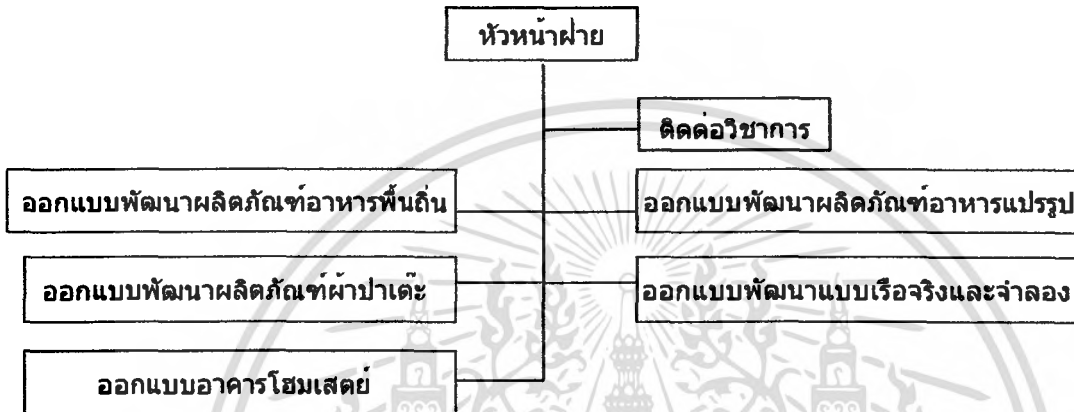 หัวหน้าฝ่าย
ติดต่อวิชาการ
ออกแบบพัฒนาผลิตภัณฑ์อาหารพื้นถิ่น
ออกแบบพัฒนาผลิตภัณฑ์อาหารแปรรูป
ออกแบบพัฒนาผลิตภัณฑ์ผ้าปาเต๊ะ
ออกแบบพัฒนาแบบเรือจริงและจำลอง
ออกแบบอาคารโฮมเสตย์